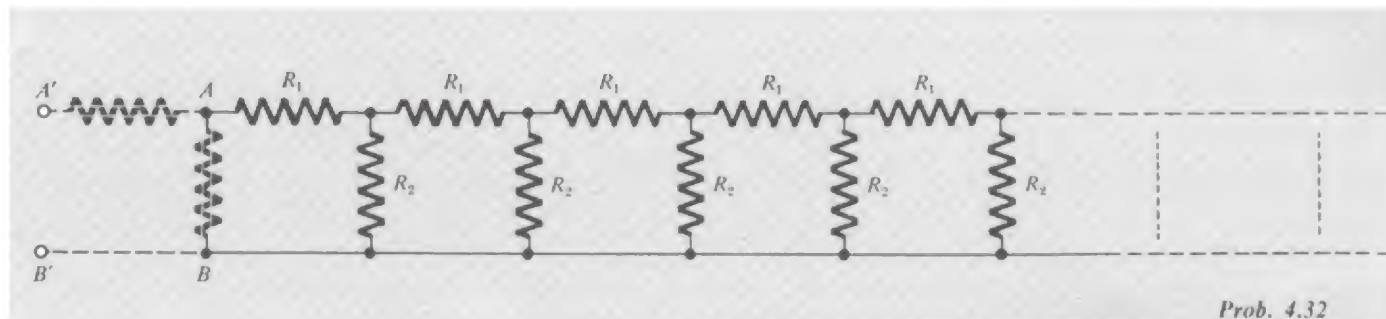 A' A R₁ R₁ R₁ R₁ R₁
R₂ R₂ R₂ R₂ R₂
B' B
Prob. 4.32